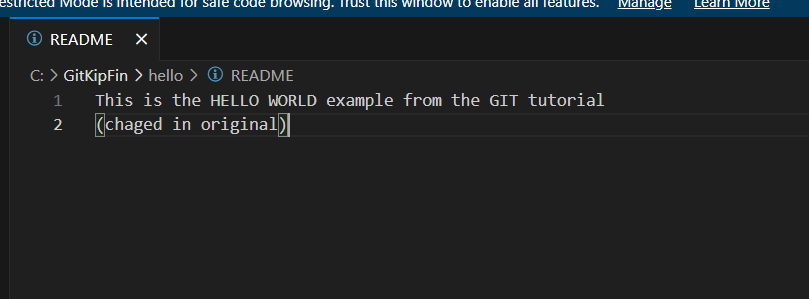 estricted Mode is intended for safe code browsing. Trust this window to enable all features. Manage Learn More
README
C: > GitKipFin > hello > README
1 This is the HELLO WORLD example from the GIT tutorial
2 (chaged in original)